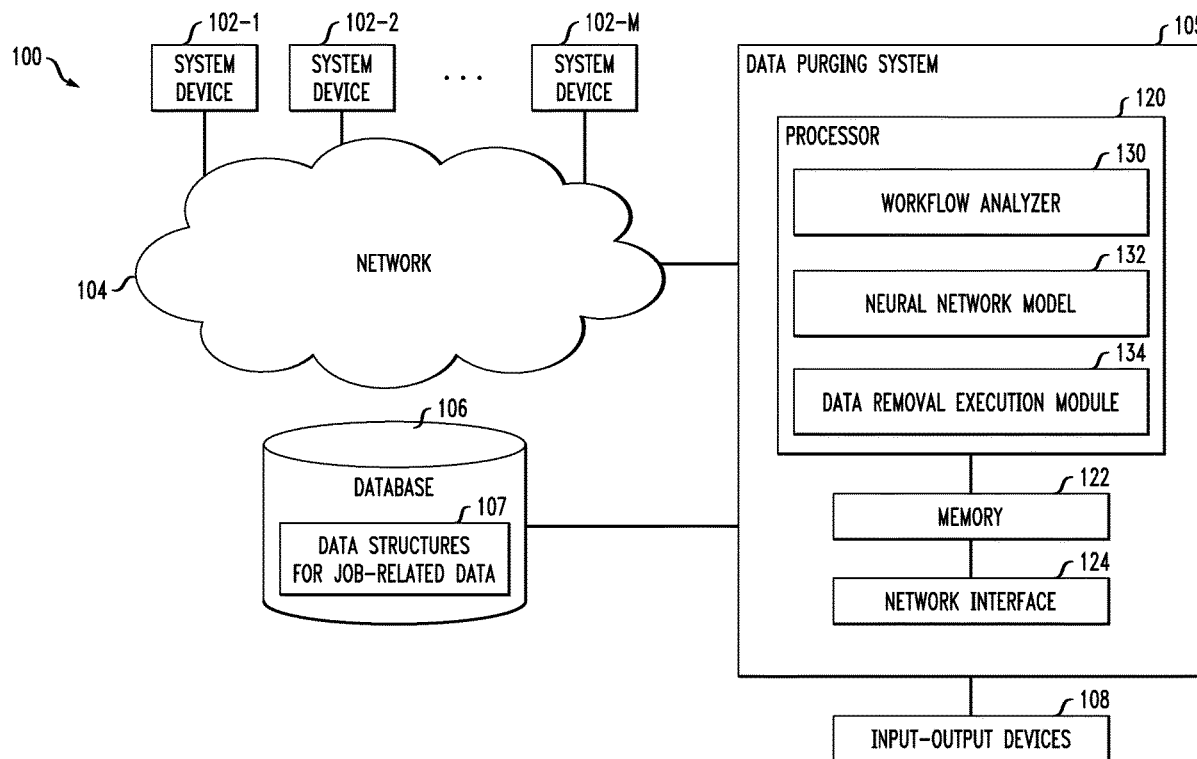 100
102-1
102-2
102-M
SYSTEM
DEVICE
SYSTEM
DEVICE
...
SYSTEM
DEVICE
NETWORK
104
106
DATABASE
107
DATA STRUCTURES
FOR JOB-RELATED DATA
105
DATA PURGING SYSTEM
120
PROCESSOR
130
WORKFLOW ANALYZER
132
NEURAL NETWORK MODEL
134
DATA REMOVAL EXECUTION MODULE
122
MEMORY
124
NETWORK INTERFACE
108
INPUT-OUTPUT DEVICES